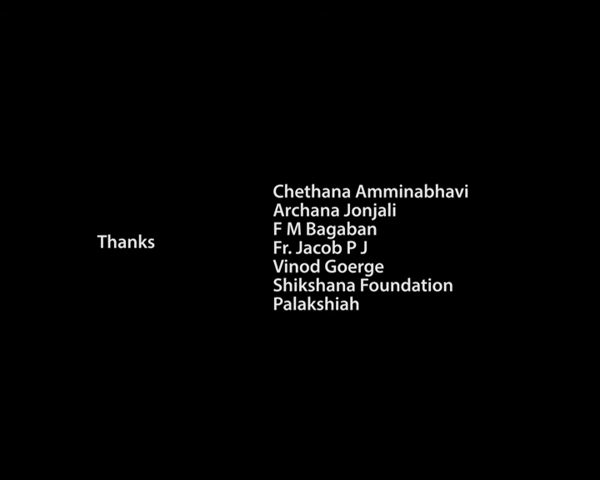 Thanks
Chethana Amminabhavi
Archana Jonjali
F M Bagaban
Fr. Jacob P J
Vinod Goerge
Shikshana Foundation
Palakshiah